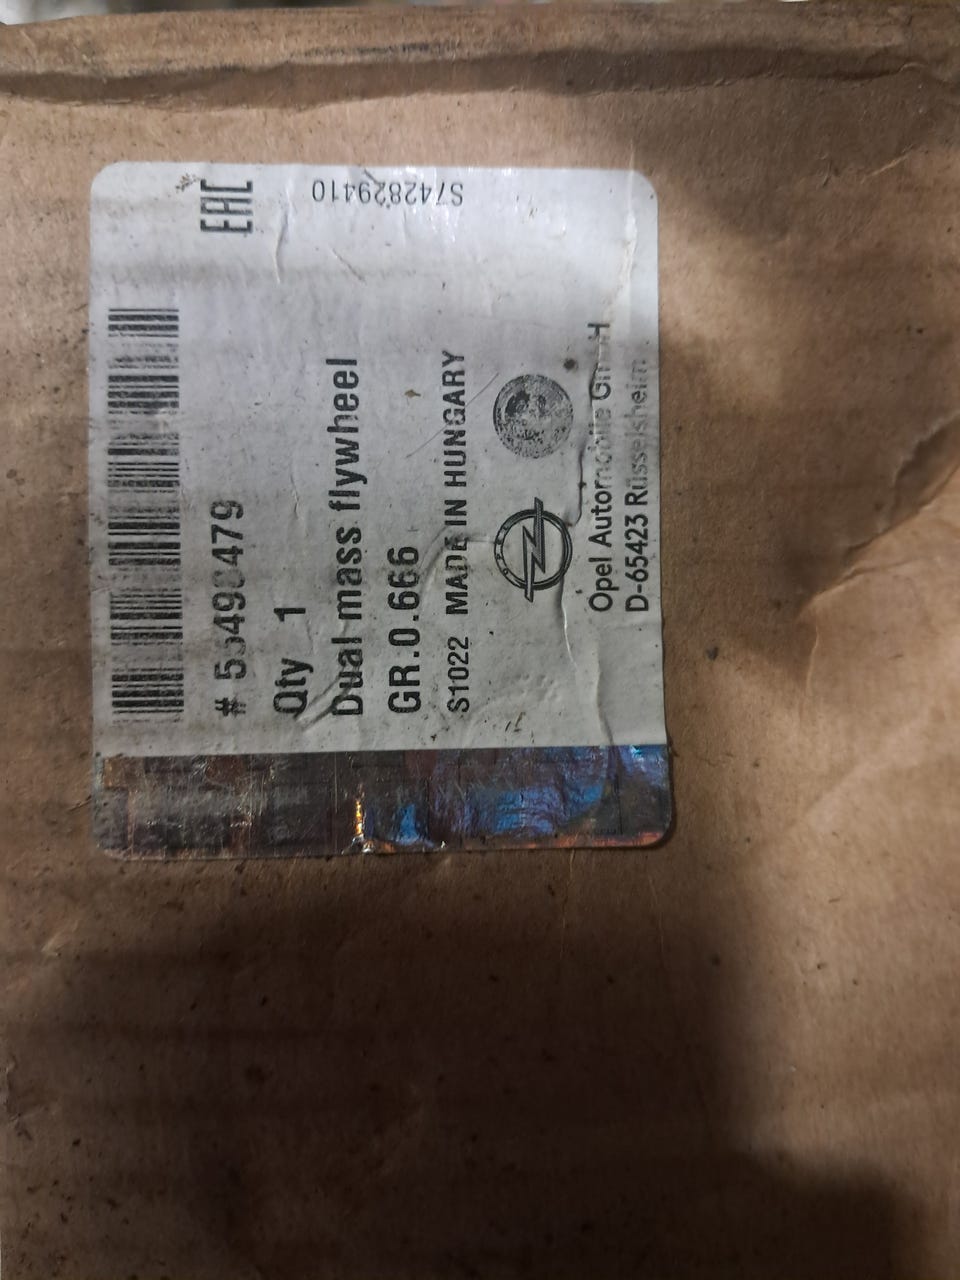 EAC
S742829410
#
Qty 1
Dual mass flywheel
GR.0.666
S1022 MADE IN HUNGARY
OPEL
Opel Automobile GmbH
D-65423 Rüsselsheim